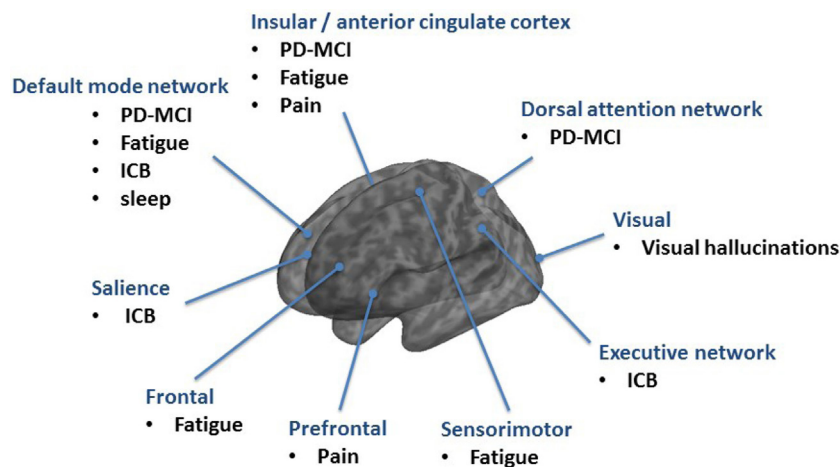 Insular / anterior cingulate cortex
• PD-MCI
• Fatigue
• Pain
Default mode network
• PD-MCI
• Fatigue
• ICB
• sleep
Dorsal attention network
• PD-MCI
Visual
• Visual hallucinations
Salience
• ICB
Executive network
• ICB
Frontal
• Fatigue
Prefrontal
• Pain
Sensorimotor
• Fatigue